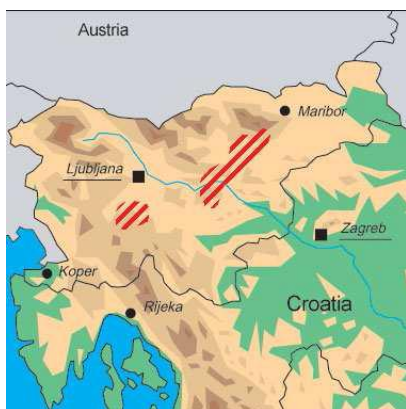 Austria
Maribor
Ljubljana
Zagreb
Koper
Rijeka
Croatia